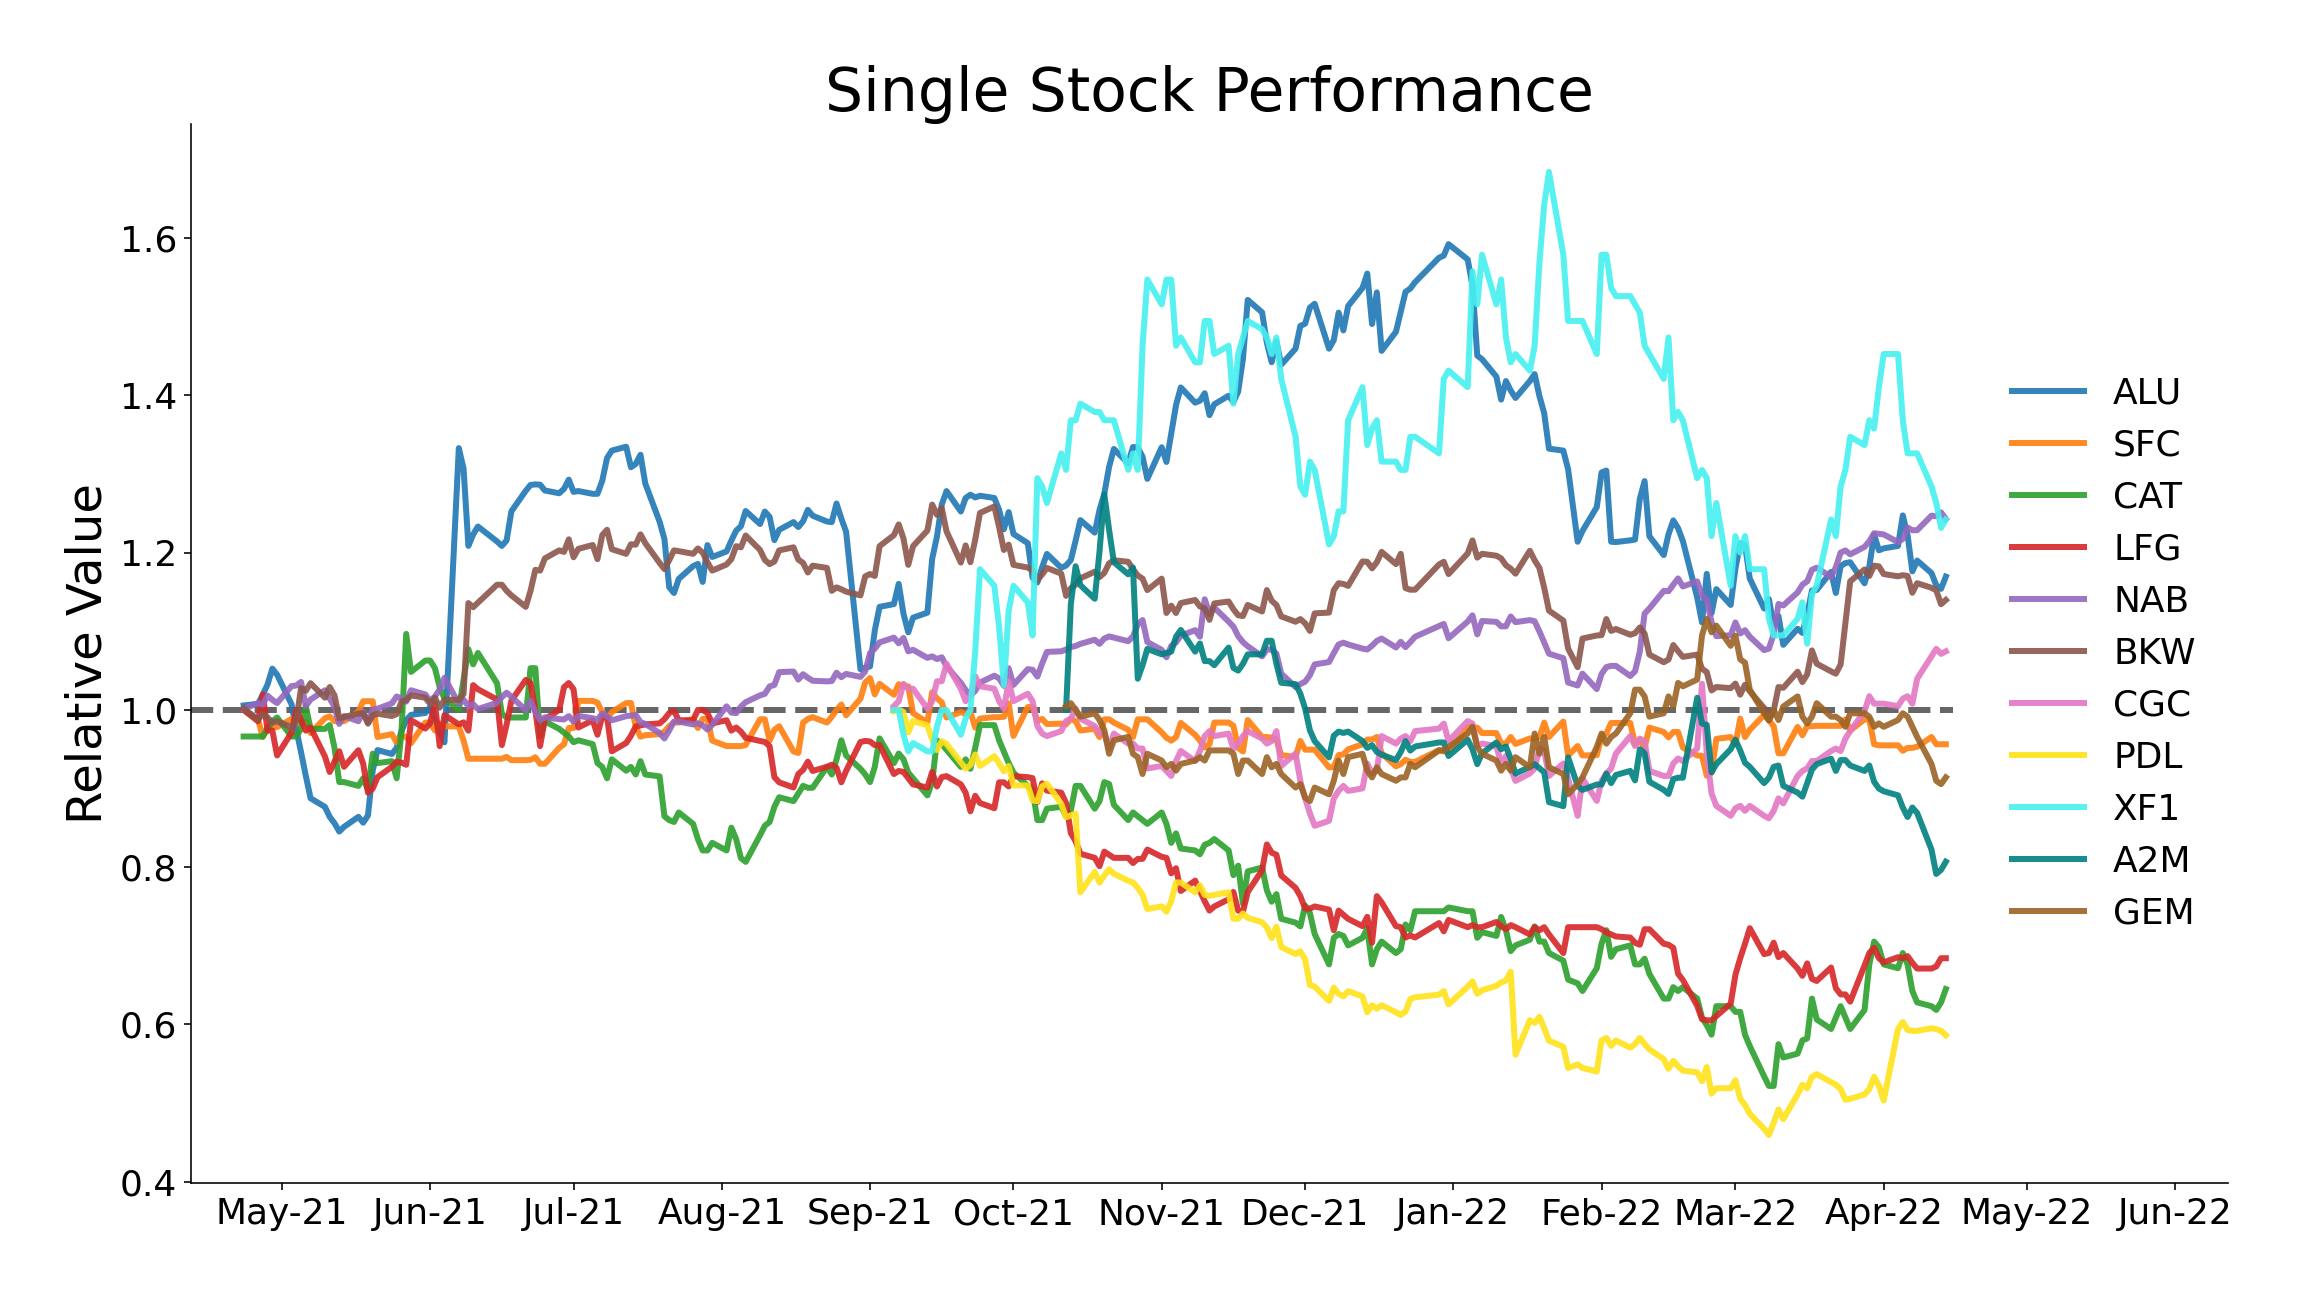 Single Stock Performance
Relative Value
1.6
1.4
1.2
1.0
0.8
0.6
0.4
May-21 Jun-21 Jul-21 Aug-21 Sep-21 Oct-21 Nov-21 Dec-21 Jan-22 Feb-22 Mar-22 Apr-22 May-22 Jun-22
ALU
SFC
CAT
LFG
NAB
BKW
CGC
PDL
XF1
A2M
GEM